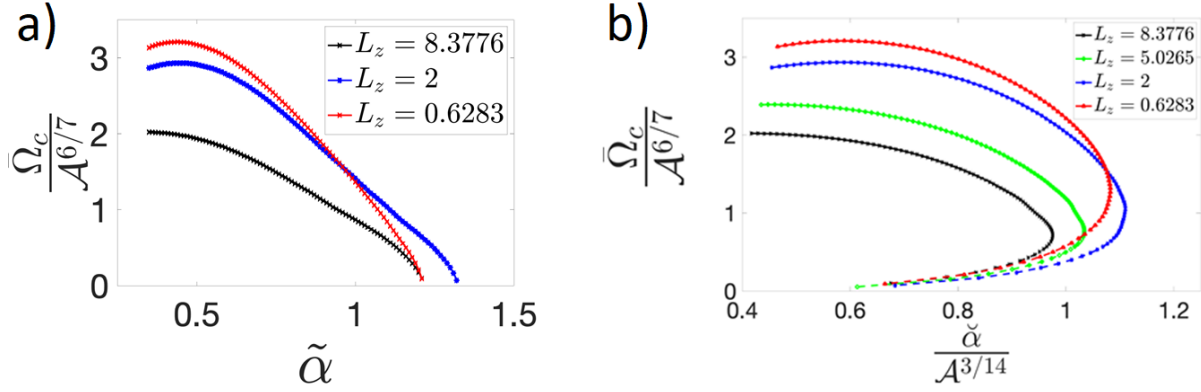 a)
Ω̄_c / 𝒜^{6/7}
3
2
1
0
0.5
1
1.5
α̃
L_z = 8.3776
L_z = 2
L_z = 0.6283
b)
Ω̄_c / 𝒜^{6/7}
3
2
1
0
0.4
0.6
0.8
1
1.2
ᾰ / 𝒜^{3/14}
L_z = 8.3776
L_z = 5.0265
L_z = 2
L_z = 0.6283